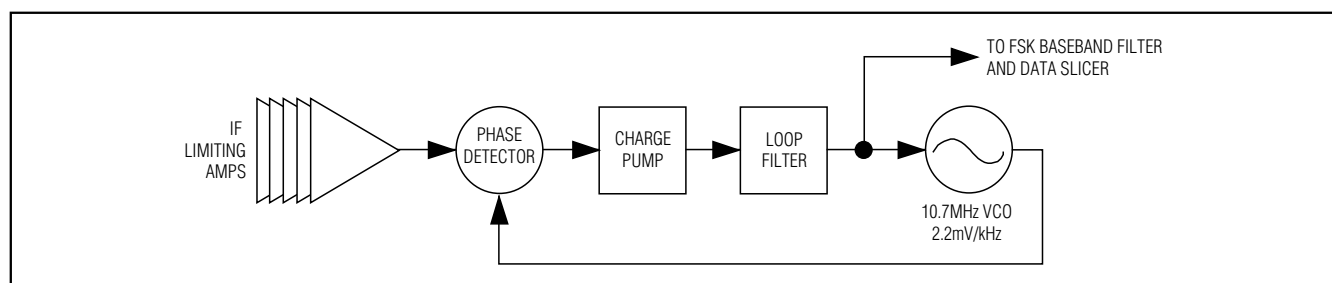 IF
LIMITING
AMPS
PHASE
DETECTOR
CHARGE
PUMP
LOOP
FILTER
TO FSK BASEBAND FILTER
AND DATA SLICER
10.7MHz VCO
2.2mV/kHz